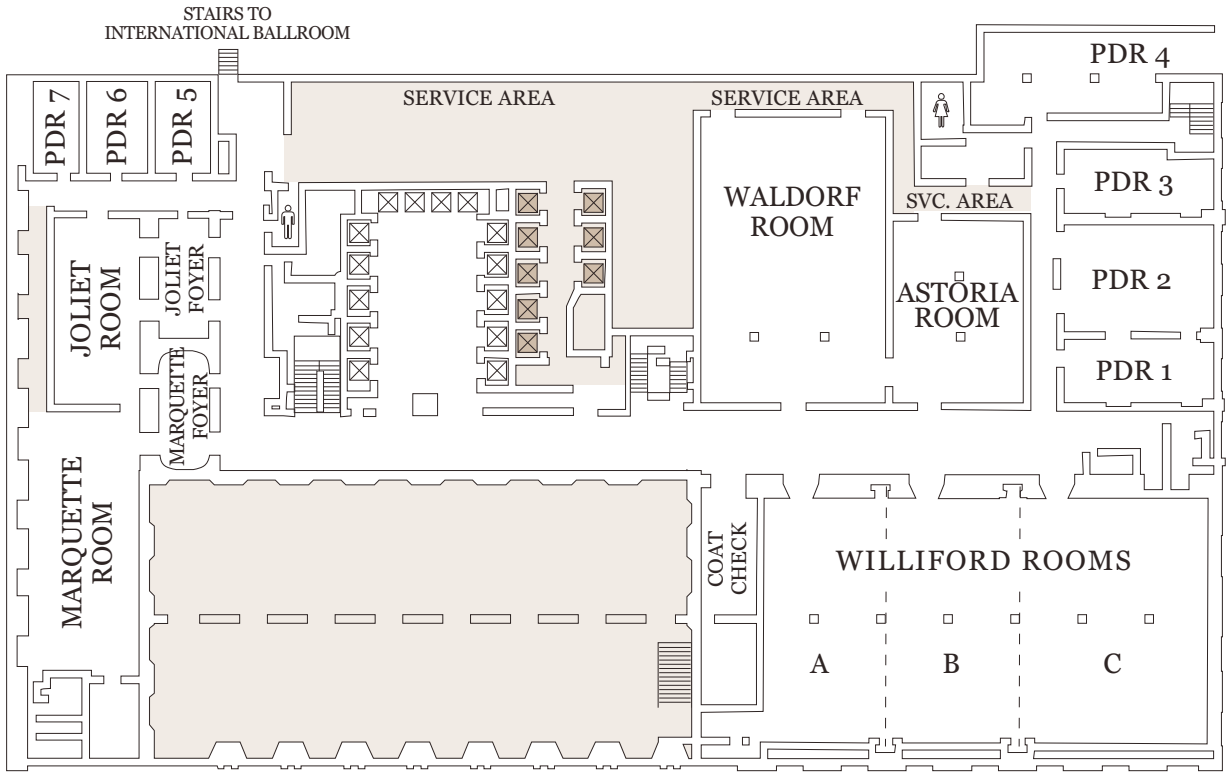 STAIRS TO
INTERNATIONAL BALLROOM
PDR 4
PDR 7
PDR 6
PDR 5
SERVICE AREA
SERVICE AREA
PDR 3
WALDORF
ROOM
SVC. AREA
JOLIET
ROOM
JOLIET
FOYER
PDR 2
ASTORIA
ROOM
PDR 1
MARQUETTE
FOYER
MARQUETTE
ROOM
COAT
CHECK
WILLIFORD ROOMS
A
B
C